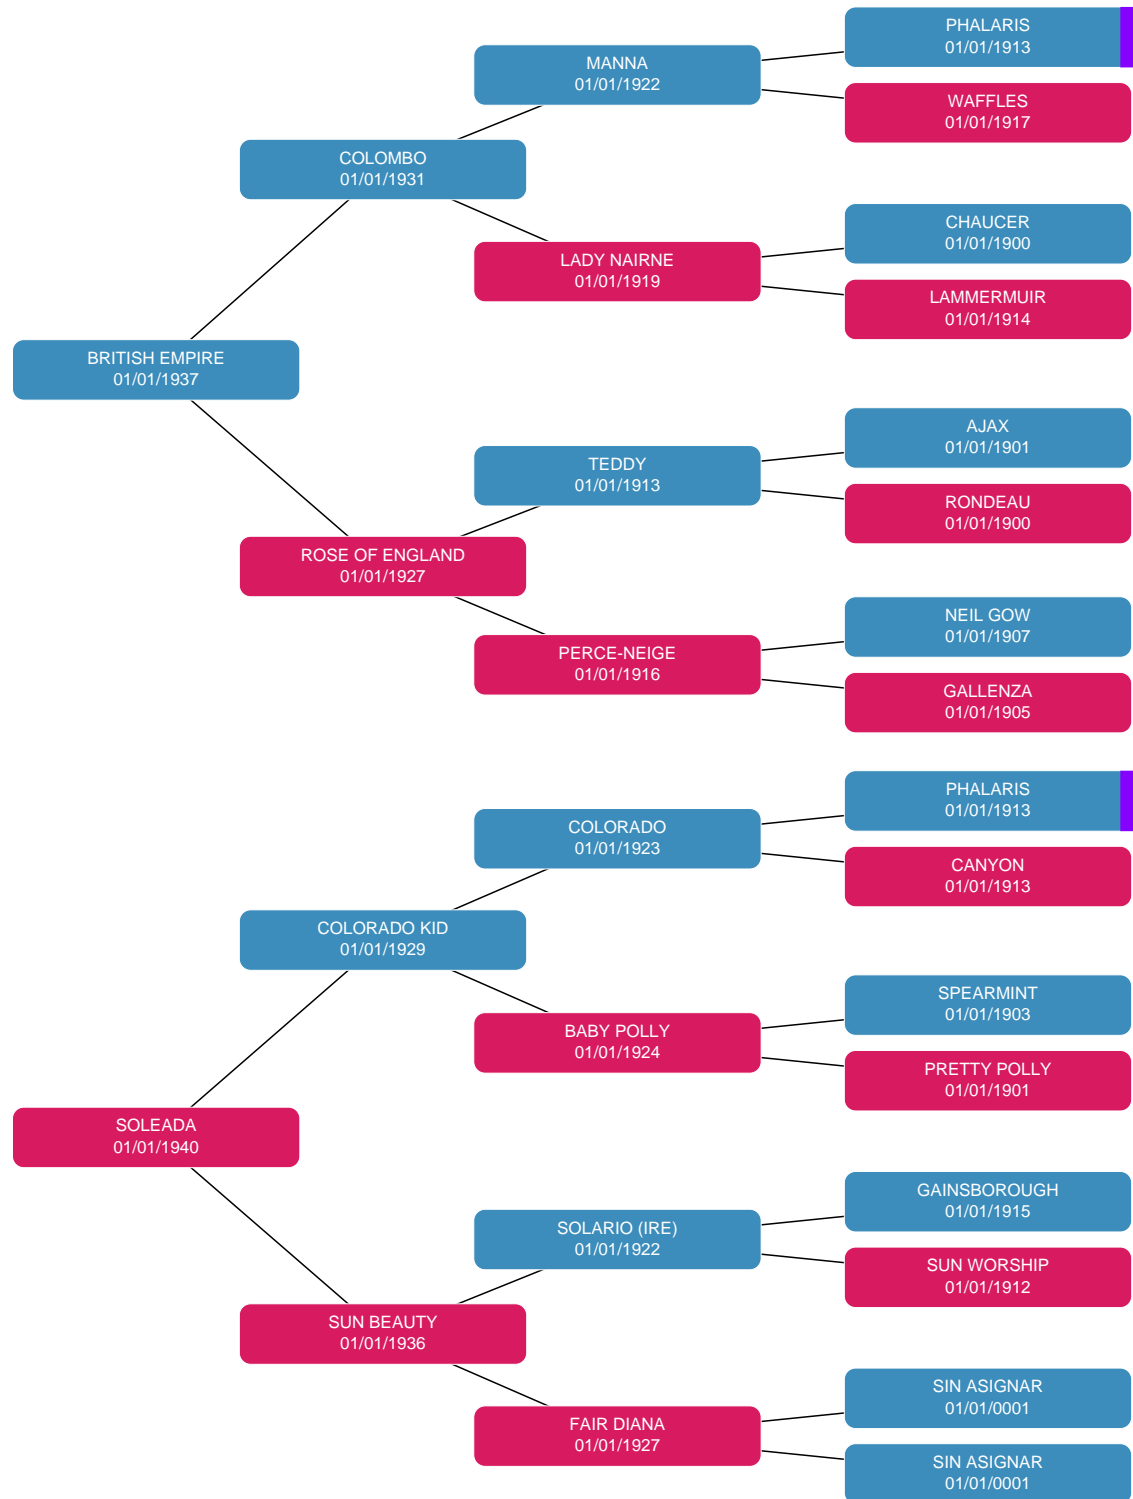 PHALARIS
01/01/1913
MANNA
01/01/1922
WAFFLES
01/01/1917
COLOMBO
01/01/1931
CHAUCER
01/01/1900
LADY NAIRNE
01/01/1919
LAMMERMUIR
01/01/1914
BRITISH EMPIRE
01/01/1937
AJAX
01/01/1901
TEDDY
01/01/1913
RONDEAU
01/01/1900
ROSE OF ENGLAND
01/01/1927
NEIL GOW
01/01/1907
PERCE-NEIGE
01/01/1916
GALLENZA
01/01/1905
PHALARIS
01/01/1913
COLORADO
01/01/1923
CANYON
01/01/1913
COLORADO KID
01/01/1929
SPEARMINT
01/01/1903
BABY POLLY
01/01/1924
PRETTY POLLY
01/01/1901
SOLEADA
01/01/1940
GAINSBOROUGH
01/01/1915
SOLARIO (IRE)
01/01/1922
SUN WORSHIP
01/01/1912
SUN BEAUTY
01/01/1936
SIN ASIGNAR
01/01/0001
FAIR DIANA
01/01/1927
SIN ASIGNAR
01/01/0001